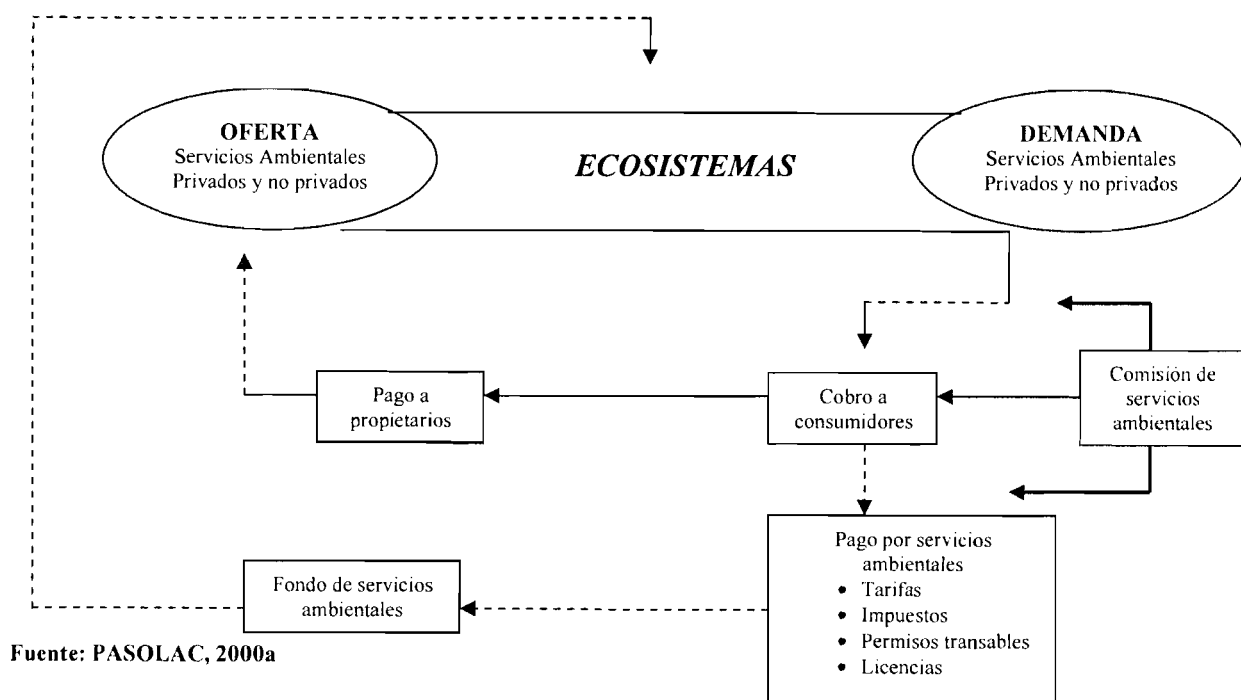 OFERTA
Servicios Ambientales
Privados y no privados
ECOSISTEMAS
DEMANDA
Servicios Ambientales
Privados y no privados
Pago a
propietarios
Cobro a
consumidores
Comisión de
servicios
ambientales
Fondo de servicios
ambientales
Pago por servicios
ambientales
• Tarifas
• Impuestos
• Permisos transables
• Licencias
Fuente: PASOLAC, 2000a